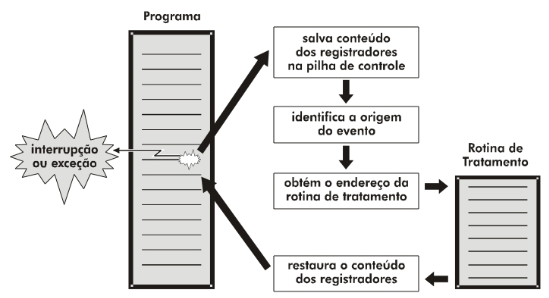 Programa
salva conteúdo
dos registradores
na pilha de controle
identifica a origem
do evento
interrupção
ou exceção
obtém o endereço da
rotina de tratamento
Rotina de
Tratamento
restaura o conteúdo
dos registradores